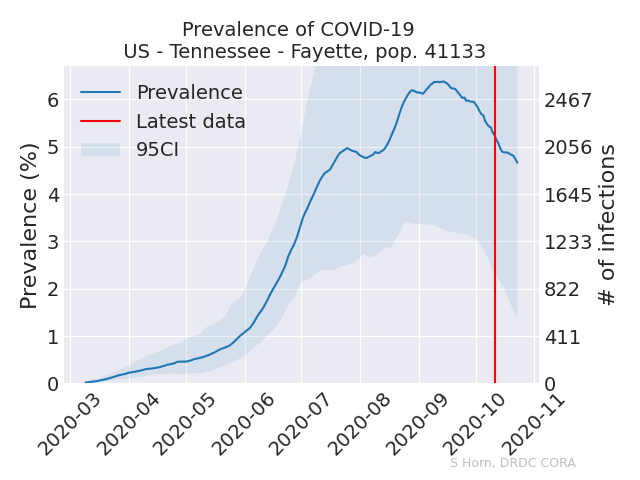 Prevalence of COVID-19
US - Tennessee - Fayette, pop. 41133
Prevalence
Latest data
95CI
Prevalence (%)
6
5
4
3
2
1
0
2467
2056
1645
1233
822
411
0
# of infections
2020-03
2020-04
2020-05
2020-06
2020-07
2020-08
2020-09
2020-10
2020-11
S Horn, DRDC CORA